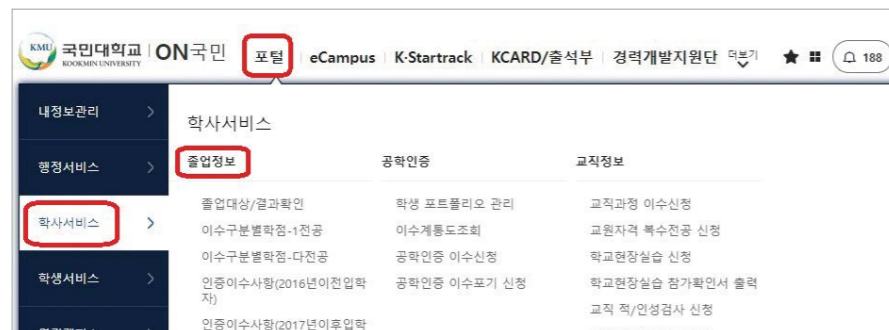 KMU 국민대학교 ON국민 포털 eCampus K·Startrack KCARD/출석부 경력개발지원단 더보기 188
KOOKMIN UNIVERSITY
내정보관리
행정서비스
학사서비스
학생서비스
학사서비스
졸업정보
졸업대상/결과확인
이수구분별학점-1전공
이수구분별학점-다전공
인증이수사항(2016년이전입학
자)
인증이수사항(2017년이후입학
공학인증
학생 포트폴리오 관리
이수계통도조회
공학인증 이수신청
공학인증 이수포기 신청
교직정보
교직과정 이수신청
교원자격 복수전공 신청
학교현장실습 신청
학교현장실습 참가확인서 출력
교직 적/인성검사 신청